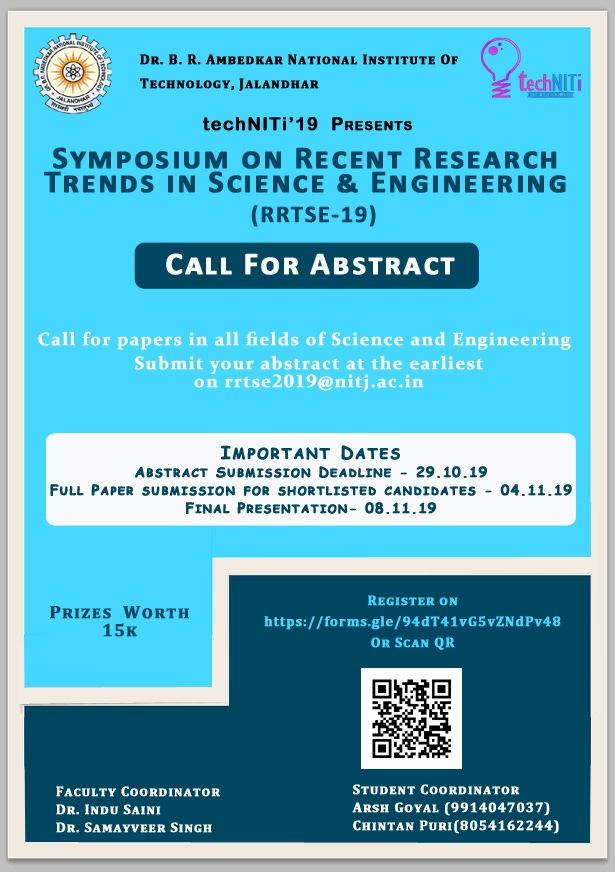 DR. B. R. AMBEDKAR NATIONAL INSTITUTE OF
TECHNOLOGY, JALANDHAR
techNITi
techNITi'19 PRESENTS
SYMPOSIUM ON RECENT RESEARCH
TRENDS IN SCIENCE & ENGINEERING
(RRTSE-19)
CALL FOR ABSTRACT
Call for papers in all fields of Science and Engineering
Submit your abstract at the earliest
on rrtse2019@nitj.ac.in
IMPORTANT DATES
ABSTRACT SUBMISSION DEADLINE - 29.10.19
FULL PAPER SUBMISSION FOR SHORTLISTED CANDIDATES - 04.11.19
FINAL PRESENTATION- 08.11.19
PRIZES WORTH
15K
REGISTER ON
https://forms.gle/94dT41vG5vZNdPv48
OR SCAN QR
FACULTY COORDINATOR
DR. INDU SAINI
DR. SAMAYVEER SINGH
STUDENT COORDINATOR
ARSH GOYAL (9914047037)
CHINTAN PURI(8054162244)